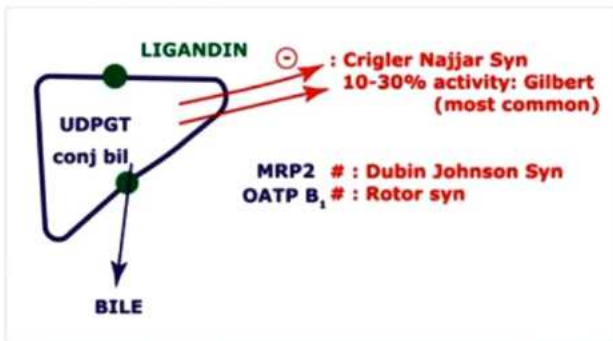 LIGANDIN
⊖ : Crigler Najjar Syn
10-30% activity: Gilbert
(most common)
UDPGT
conj bil
MRP2 # : Dubin Johnson Syn
OATP B₁ # : Rotor syn
BILE